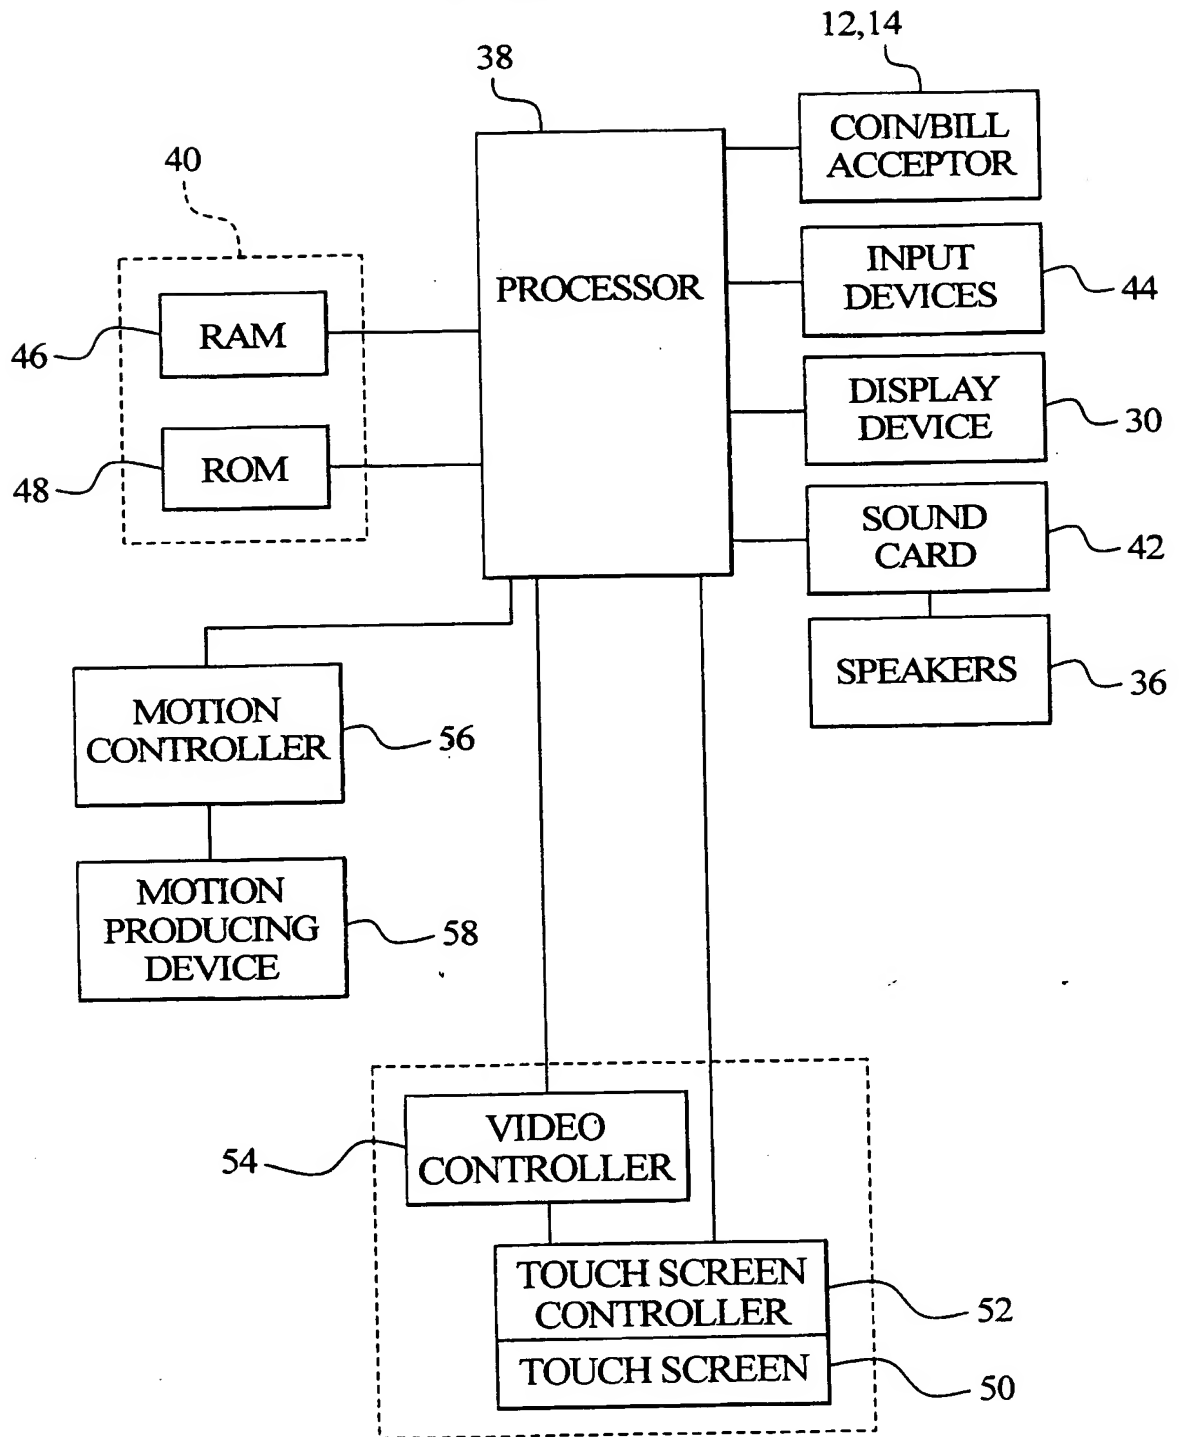 12,14
38
COIN/BILL
ACCEPTOR
40
PROCESSOR
INPUT
DEVICES
44
46
RAM
DISPLAY
DEVICE
30
48
ROM
SOUND
CARD
42
SPEAKERS
36
MOTION
CONTROLLER
56
MOTION
PRODUCING
DEVICE
58
54
VIDEO
CONTROLLER
TOUCH SCREEN
CONTROLLER
52
TOUCH SCREEN
50